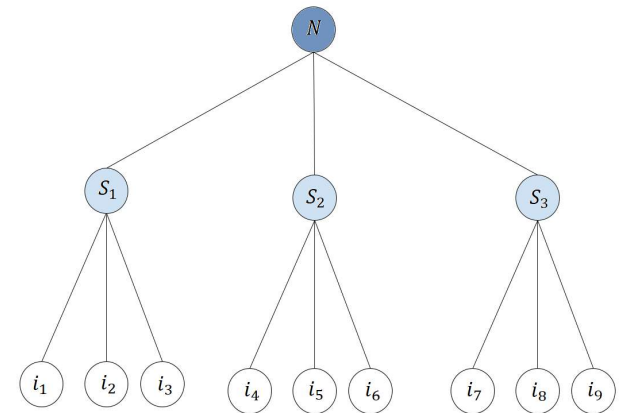 N
S₁ S₂ S₃
i₁ i₂ i₃ i₄ i₅ i₆ i₇ i₈ i₉